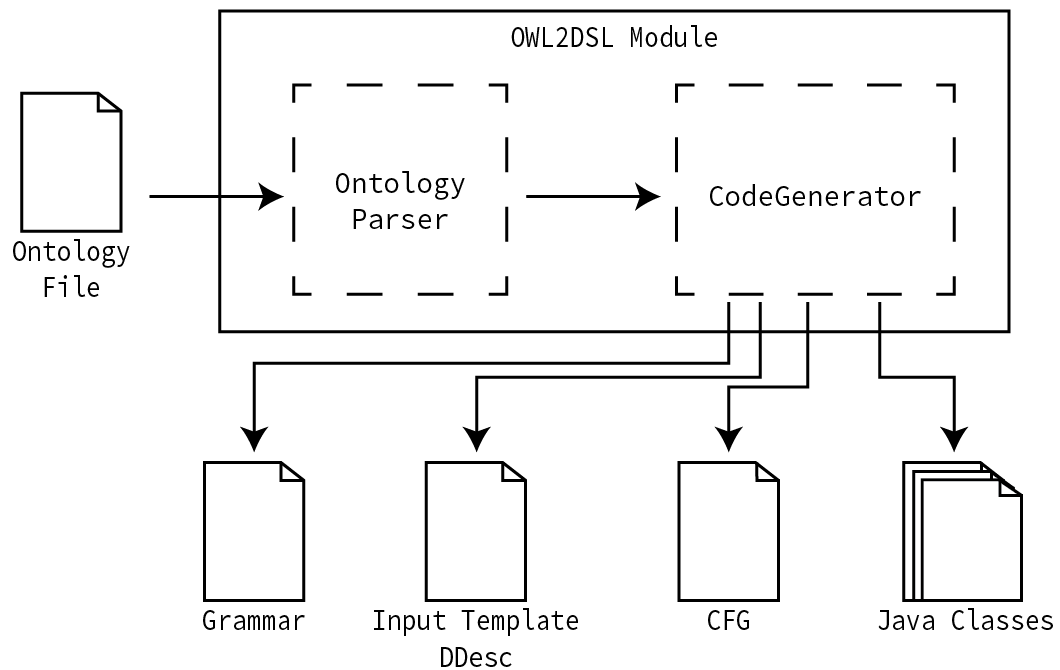 OWL2DSL Module
Ontology
Parser
CodeGenerator
Ontology
File
Grammar
Input Template
DDesc
CFG
Java Classes